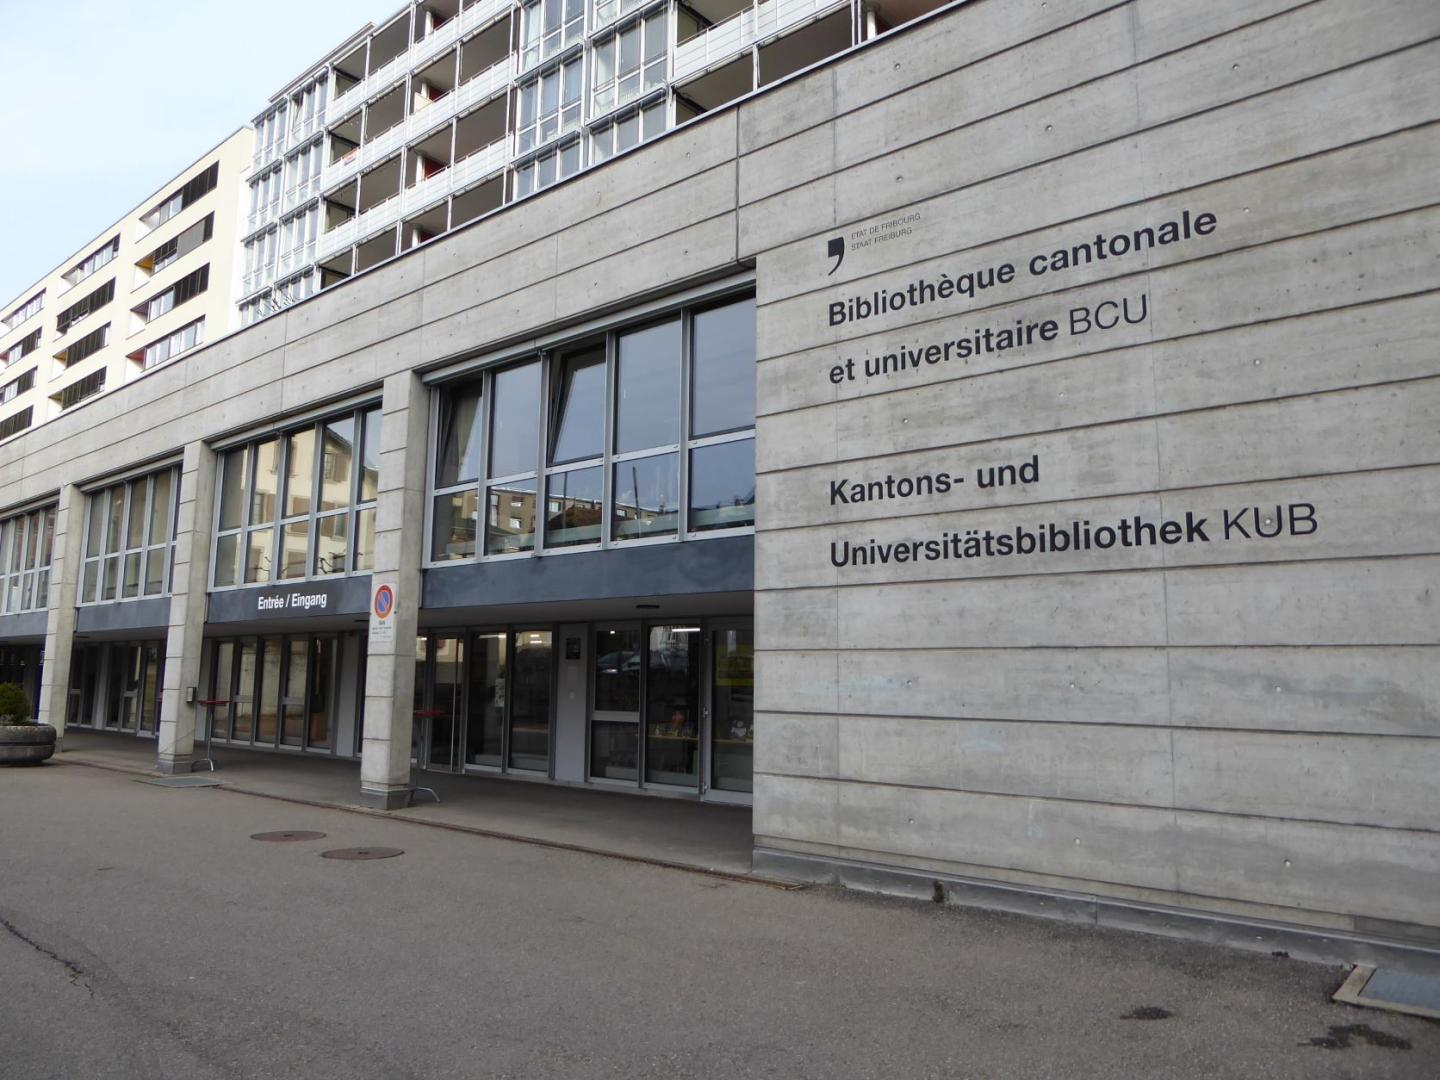 ETAT DE FRIBOURG
STAAT FREIBURG
Bibliothèque cantonale
et universitaire BCU
Kantons- und
Universitätsbibliothek KUB
Entrée / Eingang